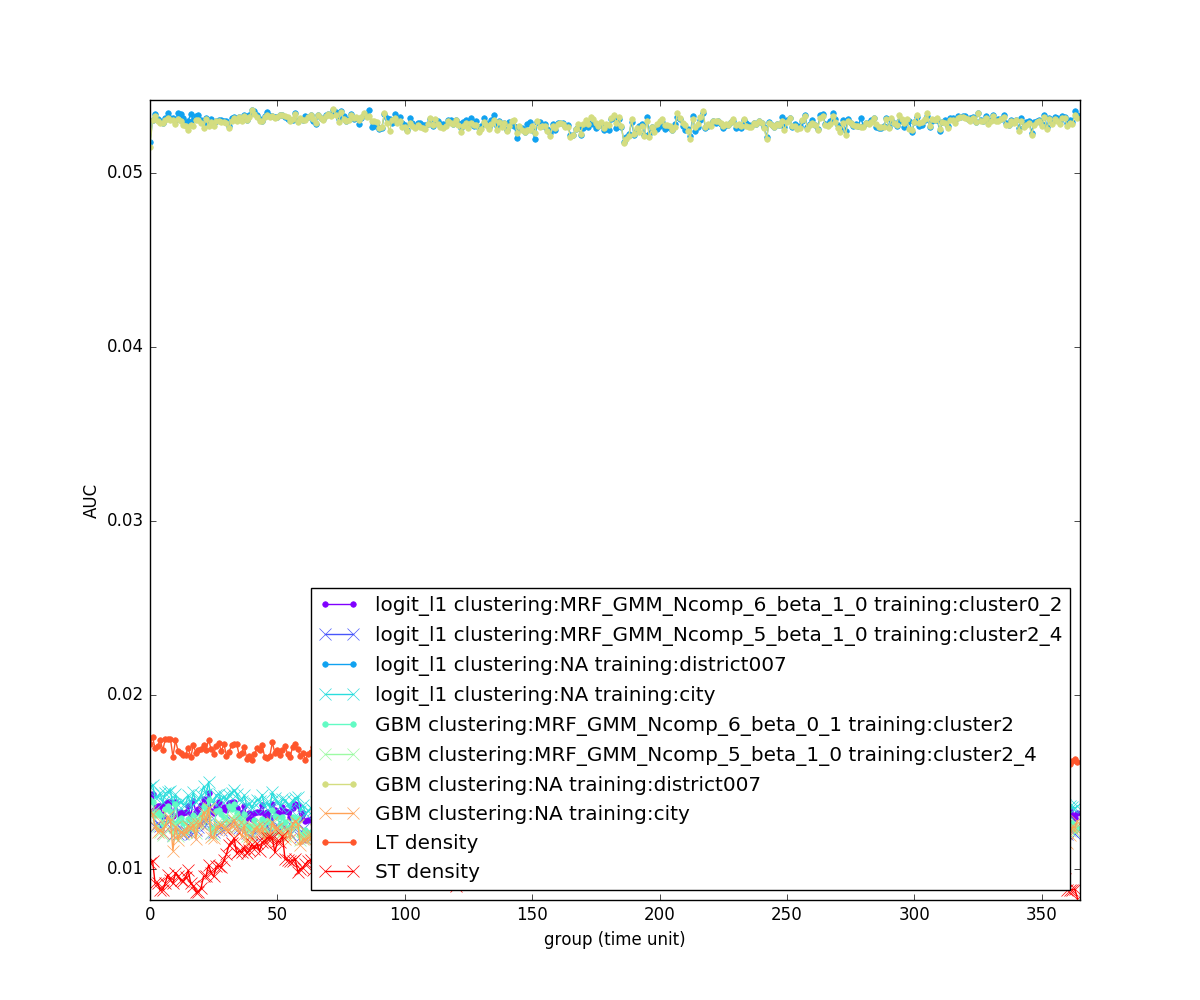 0.05
0.04
AUC
0.03
0.02
0.01
logit_l1 clustering:MRF_GMM_Ncomp_6_beta_1_0 training:cluster0_2
logit_l1 clustering:MRF_GMM_Ncomp_5_beta_1_0 training:cluster2_4
logit_l1 clustering:NA training:district007
logit_l1 clustering:NA training:city
GBM clustering:MRF_GMM_Ncomp_6_beta_0_1 training:cluster2
GBM clustering:MRF_GMM_Ncomp_5_beta_1_0 training:cluster2_4
GBM clustering:NA training:district007
GBM clustering:NA training:city
LT density
ST density
0 50 100 150 200 250 300 350
group (time unit)